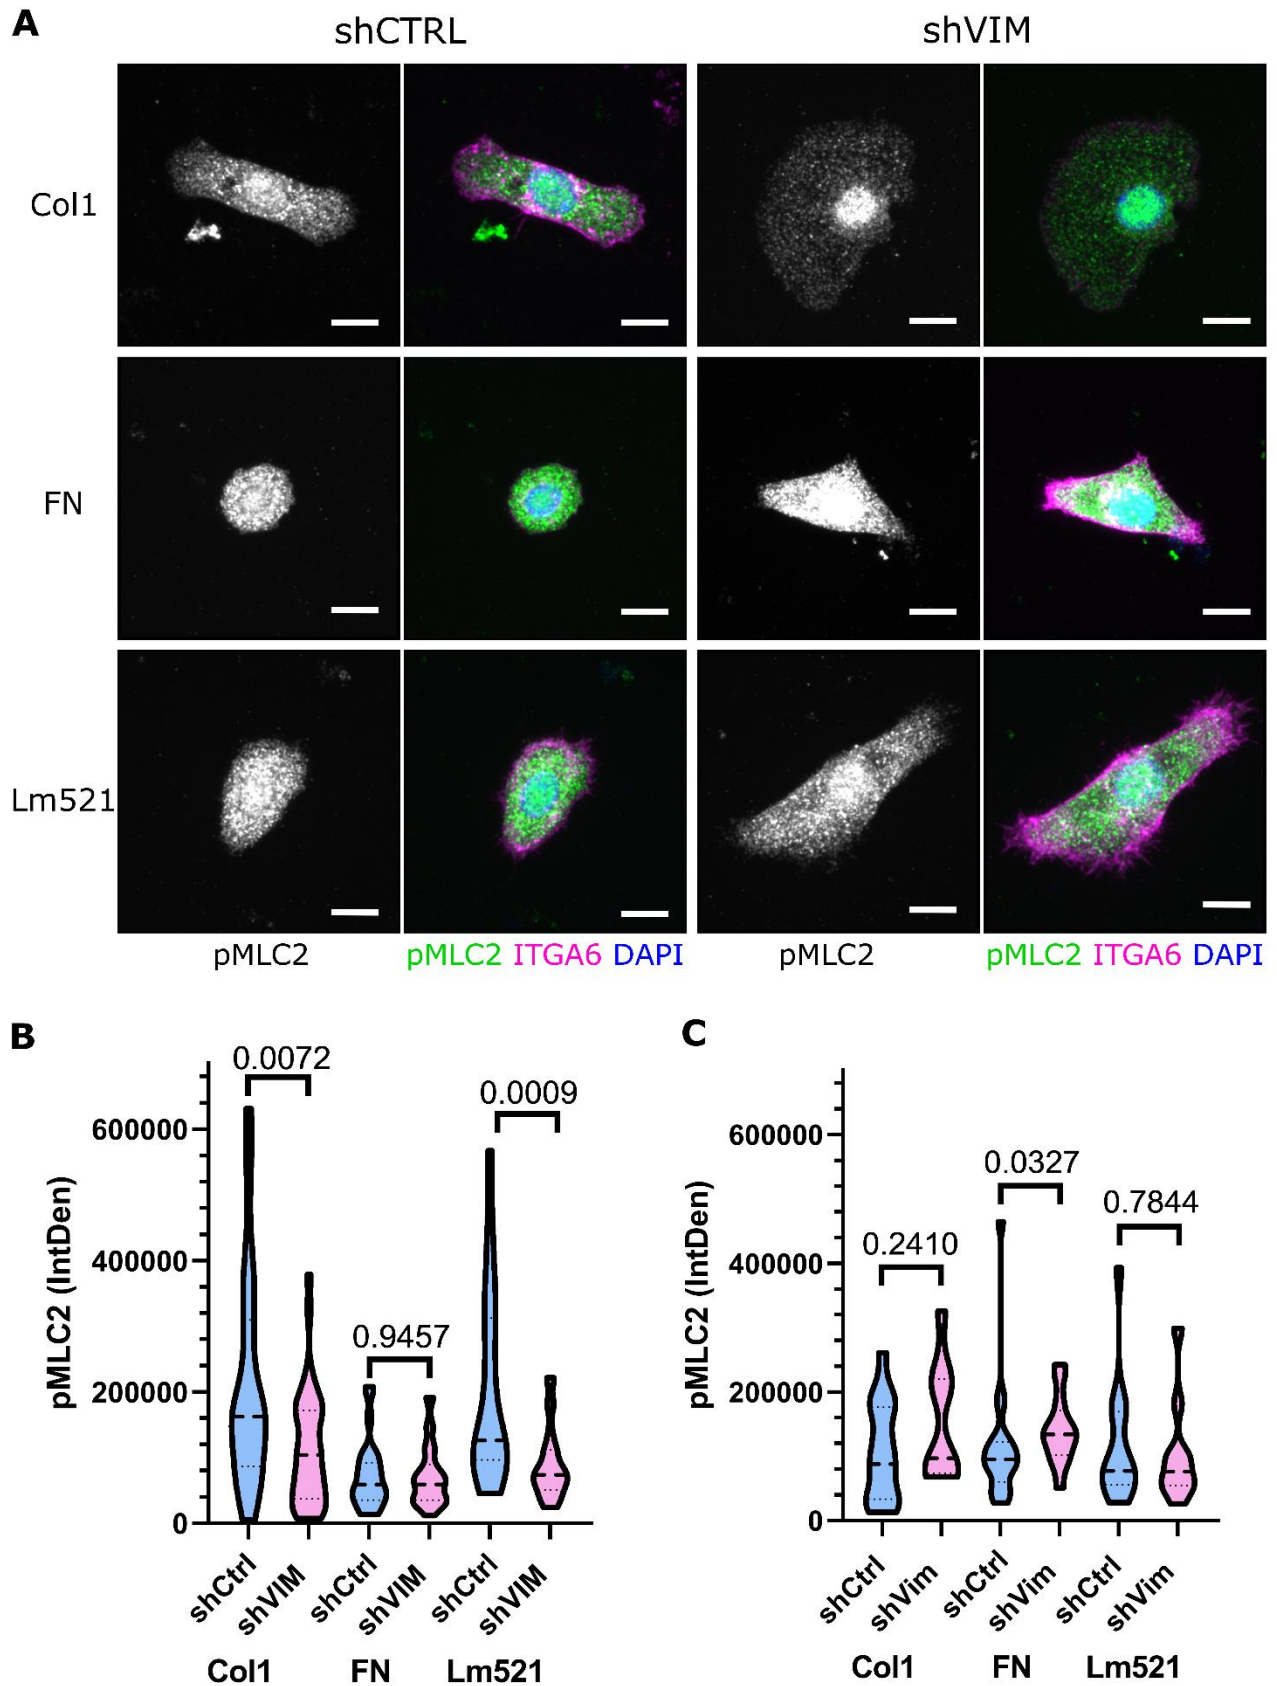 A
shCTRL shVIM
Col1
FN
Lm521
pMLC2 pMLC2 ITGA6 DAPI pMLC2 pMLC2 ITGA6 DAPI
B
0.0072
0.0009
0.9457
pMLC2 (IntDen)
600000
400000
200000
0
shCtrl shVIM shCtrl shVIM shCtrl shVIM
Col1 FN Lm521
C
0.2410
0.0327
0.7844
pMLC2 (IntDen)
600000
400000
200000
0
shCtrl shVim shCtrl shVim shCtrl shVim
Col1 FN Lm521